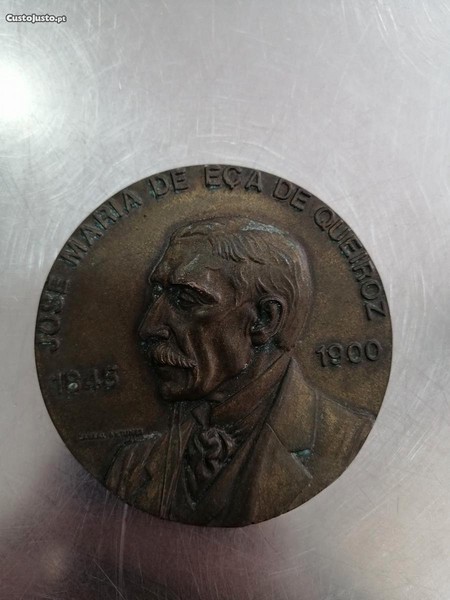 CustoJusto.pt
JOSE MARIA DE EÇA DE QUEIROZ
1845
1900